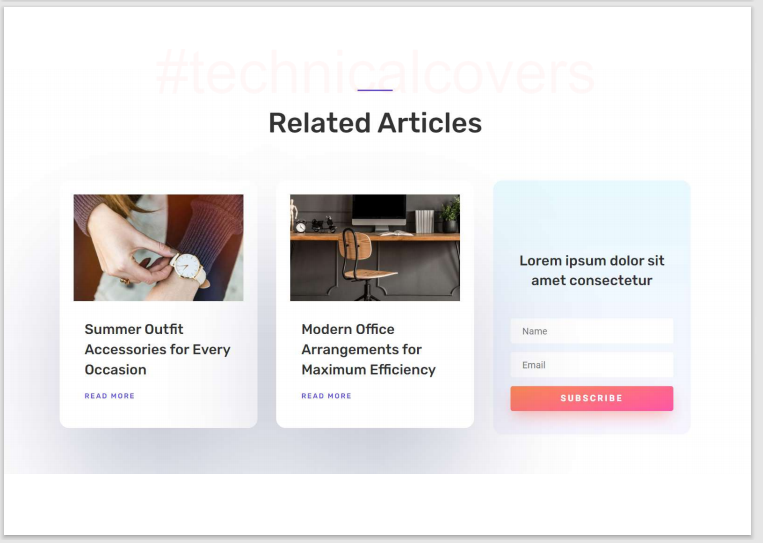 #technicalcovers
Related Articles
Summer Outfit
Accessories for Every
Occasion
READ MORE
Modern Office
Arrangements for
Maximum Efficiency
READ MORE
Lorem ipsum dolor sit
amet consectetur
Name
Email
SUBSCRIBE